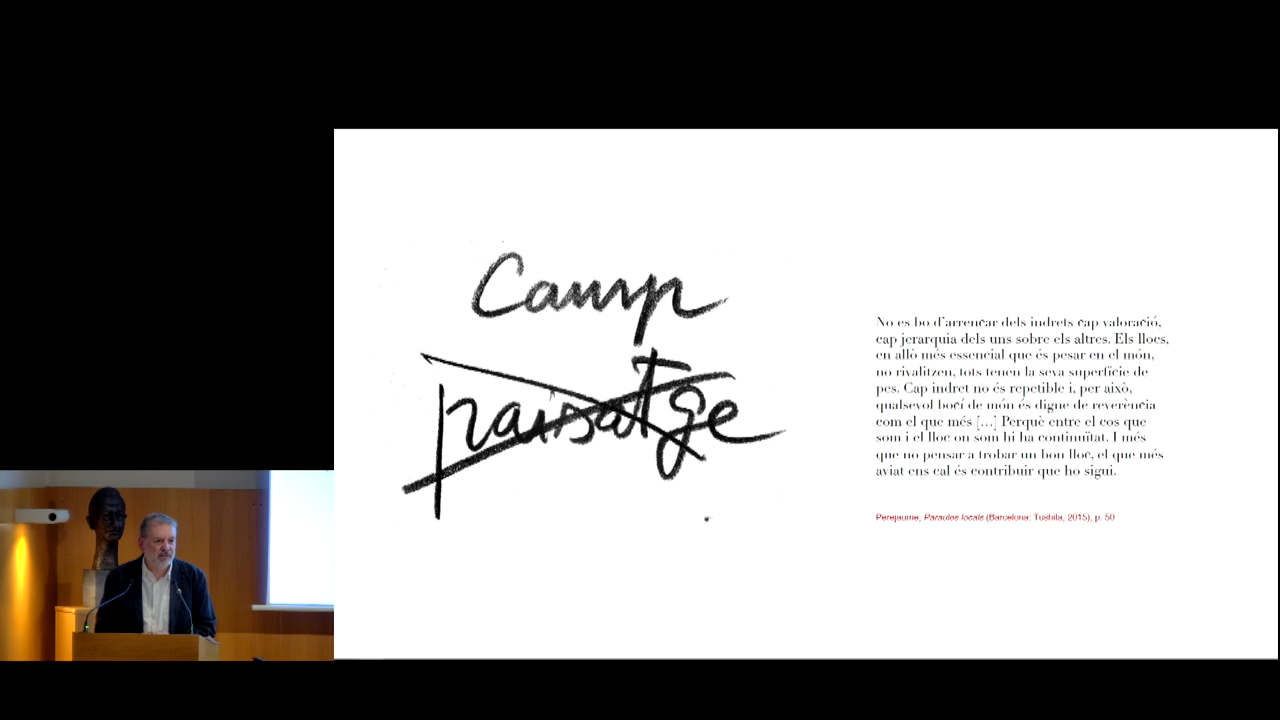 Camp
paisatge
No es bo d'arrencar dels indrets cap valoració,
cap jerarquia dels uns sobre els altres. Els llocs,
en allò més essencial que és pesar en el món,
no rivalitzen, tots tenen la seva superfície de
pes. Cap indret no és repetible i, per això,
qualsevol bocí de món és digne de reverència
com el que més [...] Perquè entre el cos que
som i el lloc on som hi ha continuïtat. I més
que no pensar a trobar un bon lloc, el que més
aviat ens cal és contribuir que ho sigui.
Perejaume, Paraules locals (Barcelona: Tushita, 2015), p. 50